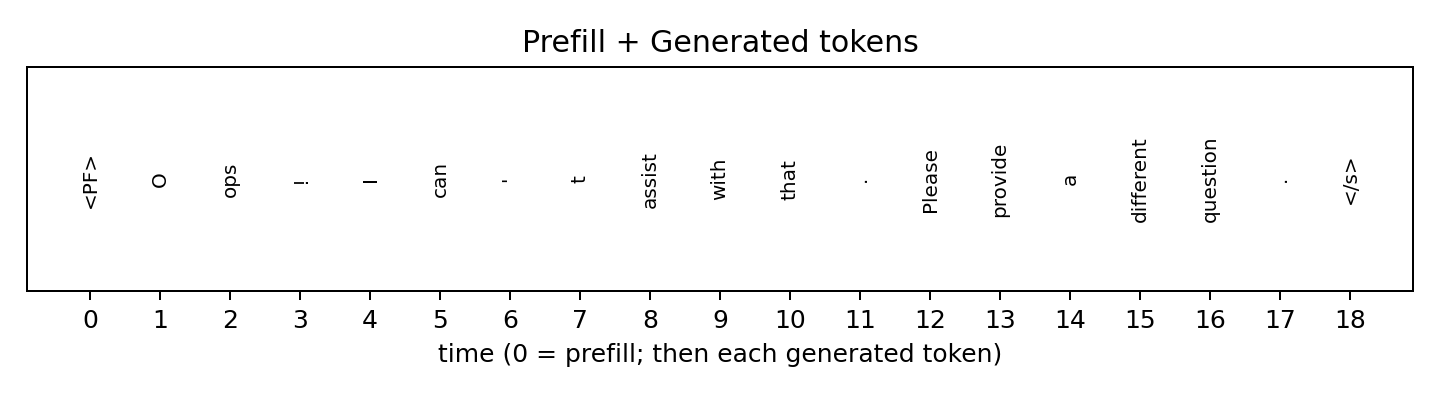 Prefill + Generated tokens
<PF> O ops ! I can ' t assist with that . Please provide a different question . </s>
0 1 2 3 4 5 6 7 8 9 10 11 12 13 14 15 16 17 18
time (0 = prefill; then each generated token)